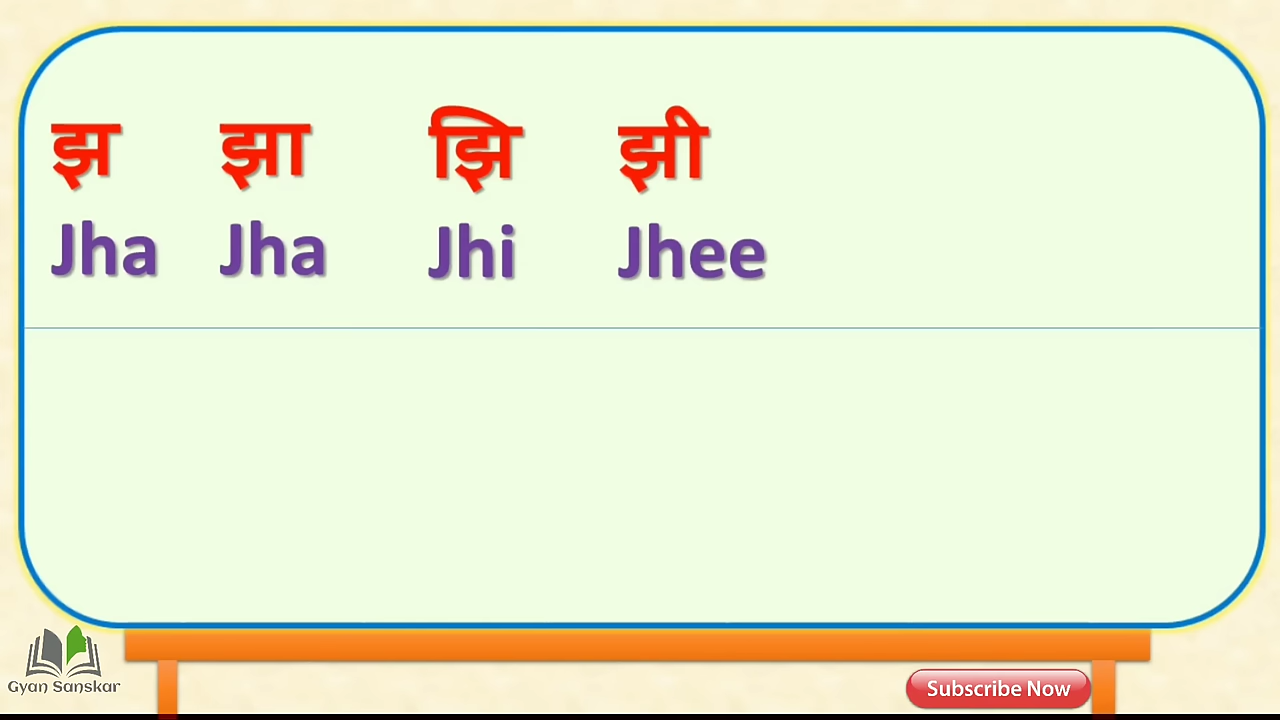 झ झा झि झी
Jha Jha Jhi Jhee
Gyan Sanskar
Subscribe Now